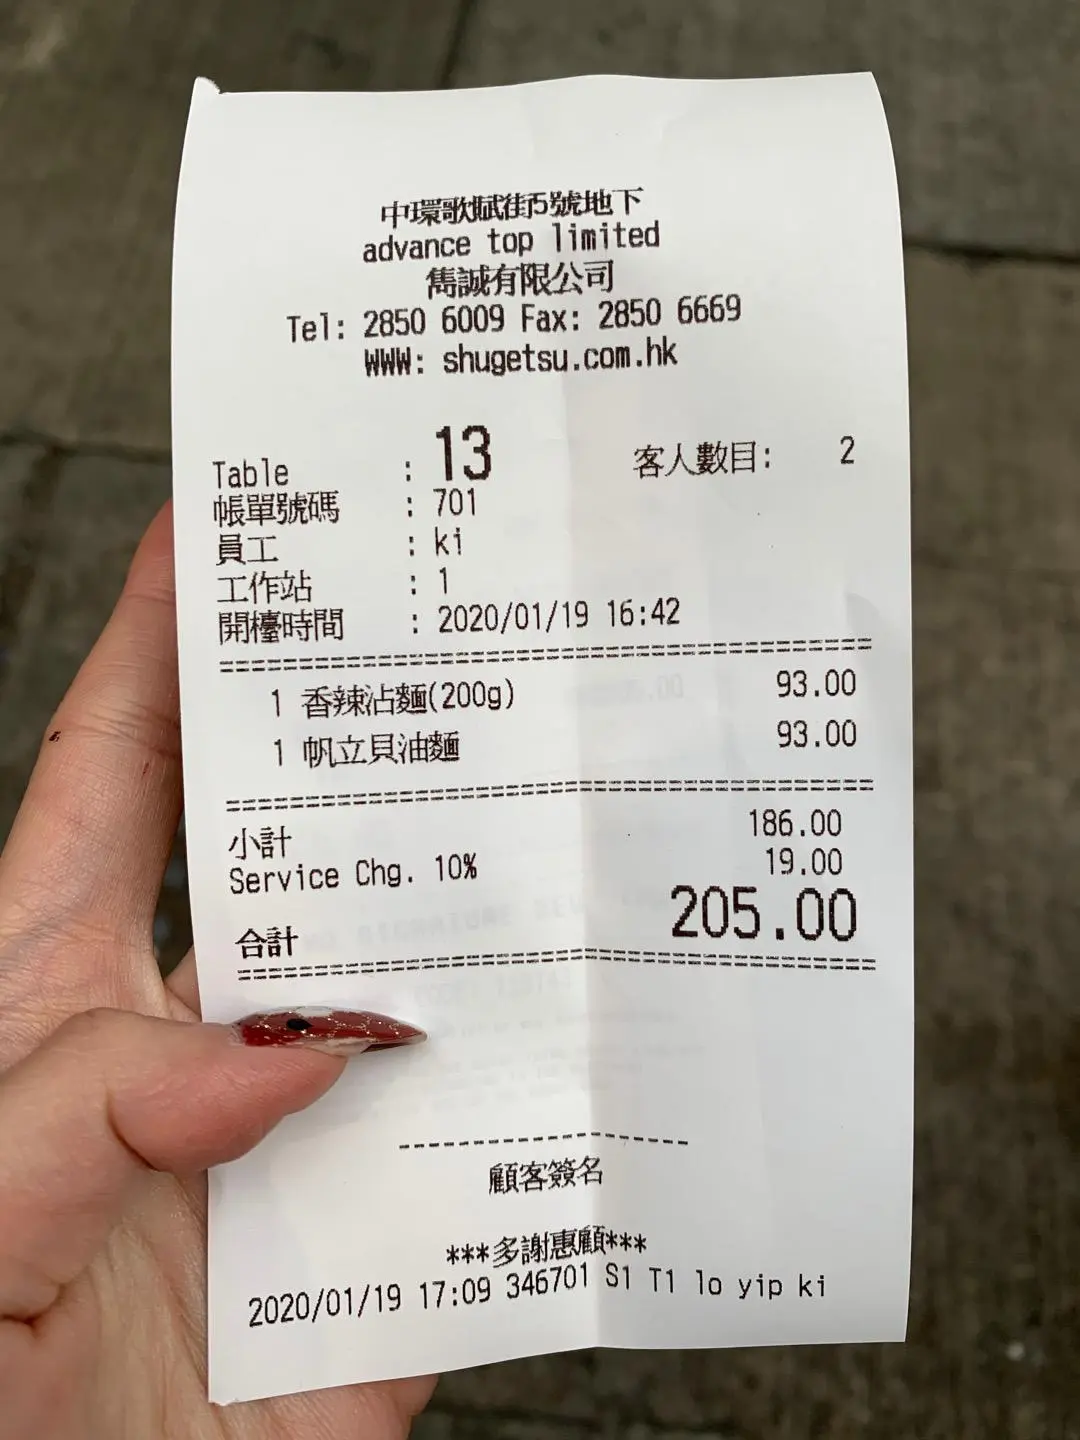 中環歌賦街5號地下
advance top limited
雋誠有限公司
Tel: 2850 6009 Fax: 2850 6669
WWW: shugetsu.com.hk
Table : 13 客人數目: 2
帳單號碼 : 701
員工 : ki
工作站 : 1
開檯時間 : 2020/01/19 16:42
1 香辣沾麵(200g) 93.00
1 帆立貝油麵 93.00
小計 186.00
Service Chg. 10% 19.00
合計 205.00
顧客簽名
***多謝惠顧***
2020/01/19 17:09 346701 S1 T1 lo yip ki